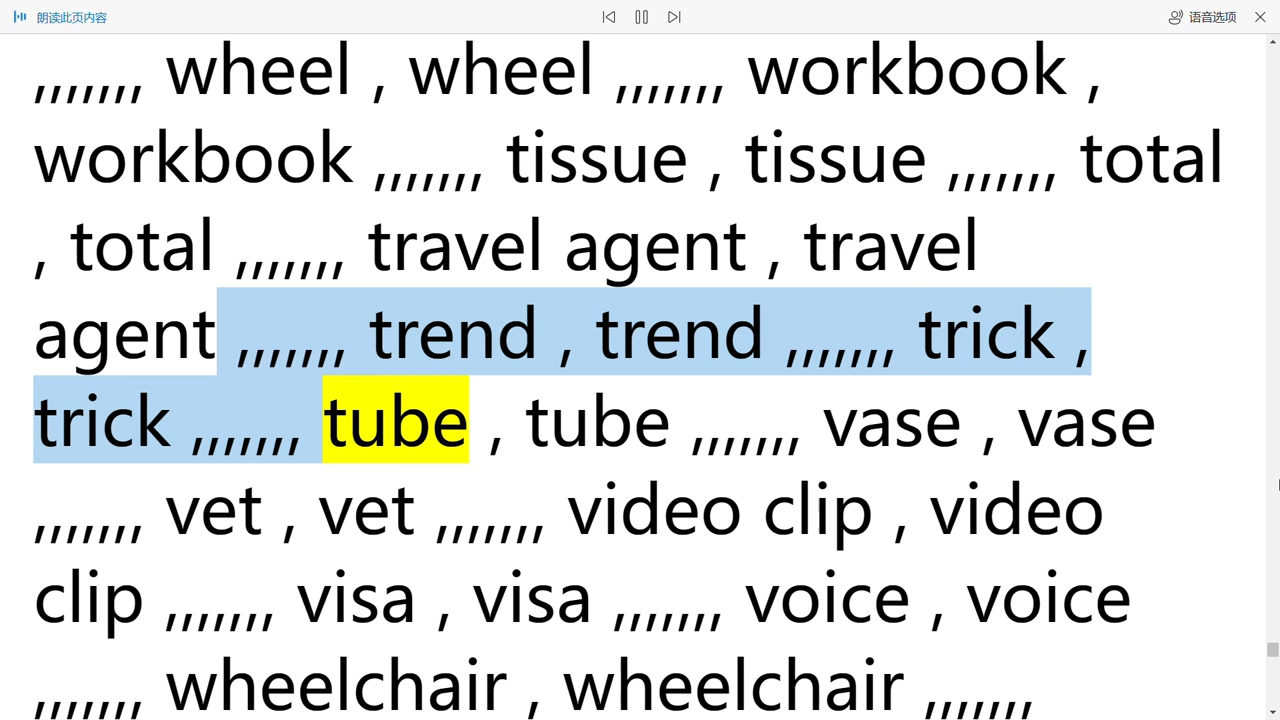 朗读此页内容 语音选项
,,,,,,, wheel , wheel ,,,,,,, workbook ,
workbook ,,,,,,, tissue , tissue ,,,,,,, total
, total ,,,,,,, travel agent , travel
agent ,,,,,,, trend , trend ,,,,,,, trick ,
trick ,,,,,,, tube , tube ,,,,,,, vase , vase
,,,,,,, vet , vet ,,,,,,, video clip , video
clip ,,,,,,, visa , visa ,,,,,,, voice , voice
,,,,,,, wheelchair , wheelchair ,,,,,,,